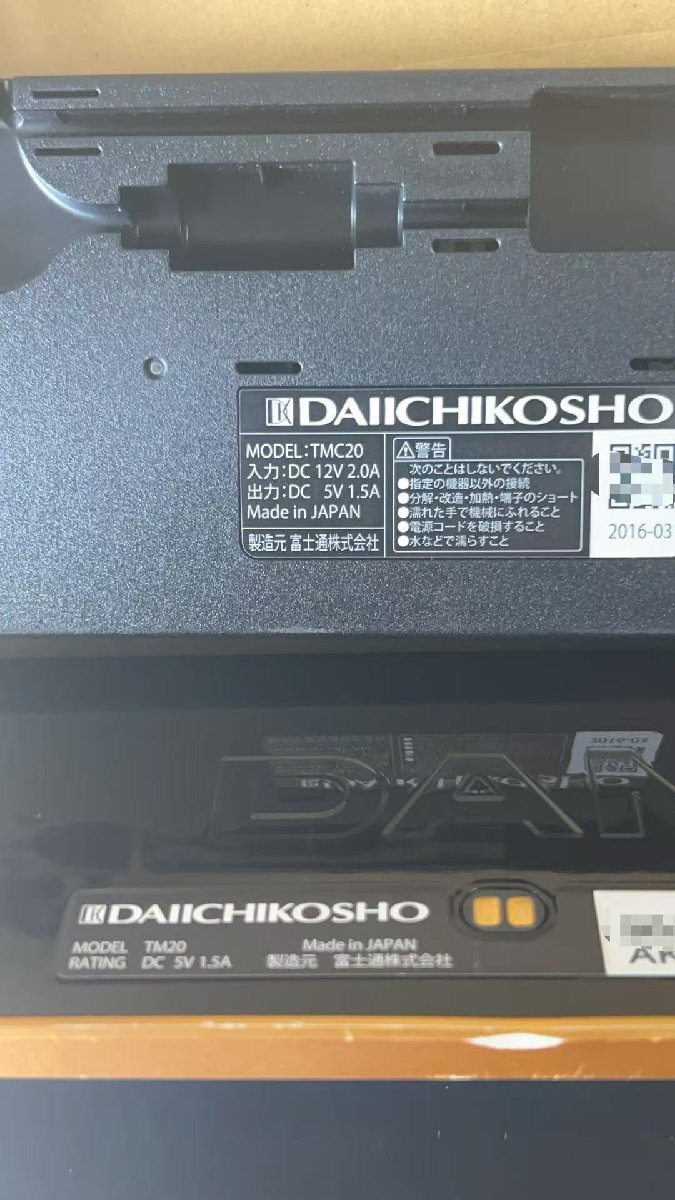 DAIICHIKOSHO
MODEL:TMC20
入力:DC 12V 2.0A
出力:DC 5V 1.5A
Made in JAPAN
製造元 富士通株式会社
警告
次のことはしないでください。
●指定の機器以外の接続
●分解・改造・加熱・端子のショート
●濡れた手で機械にふれること
●電源コードを破損すること
●水などで濡らすこと
2016-03
DAM
DAIICHIKOSHO
MODEL TM20
RATING DC 5V 1.5A
Made in JAPAN
製造元 富士通株式会社